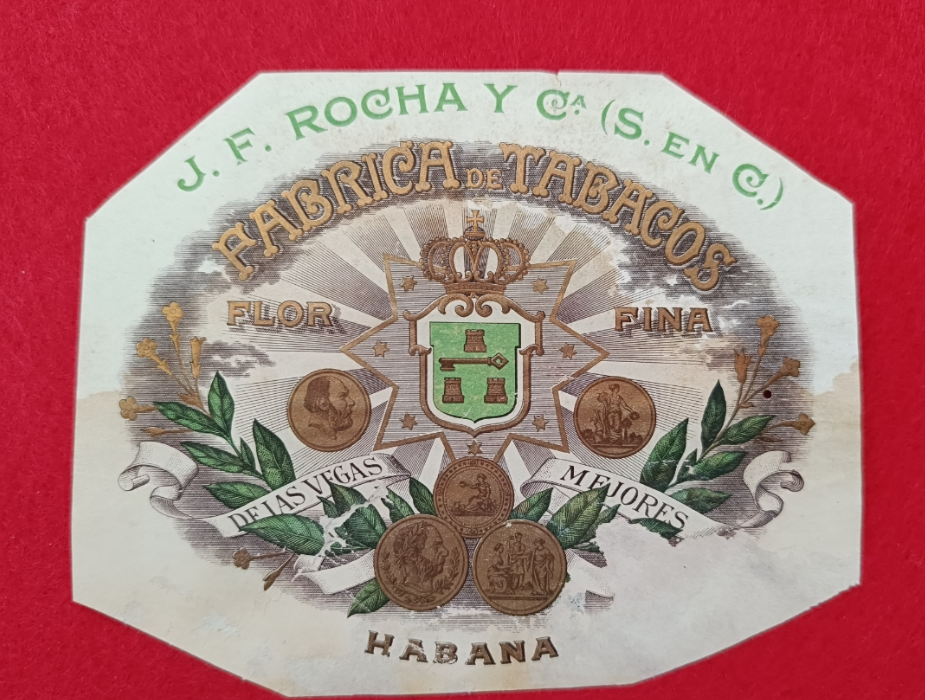 J. F. ROCHA Y Cᴬ. (S. EN C.)
FABRICA DE TABACOS
FLOR FINA
DE LAS VEGAS MEJORES
HABANA